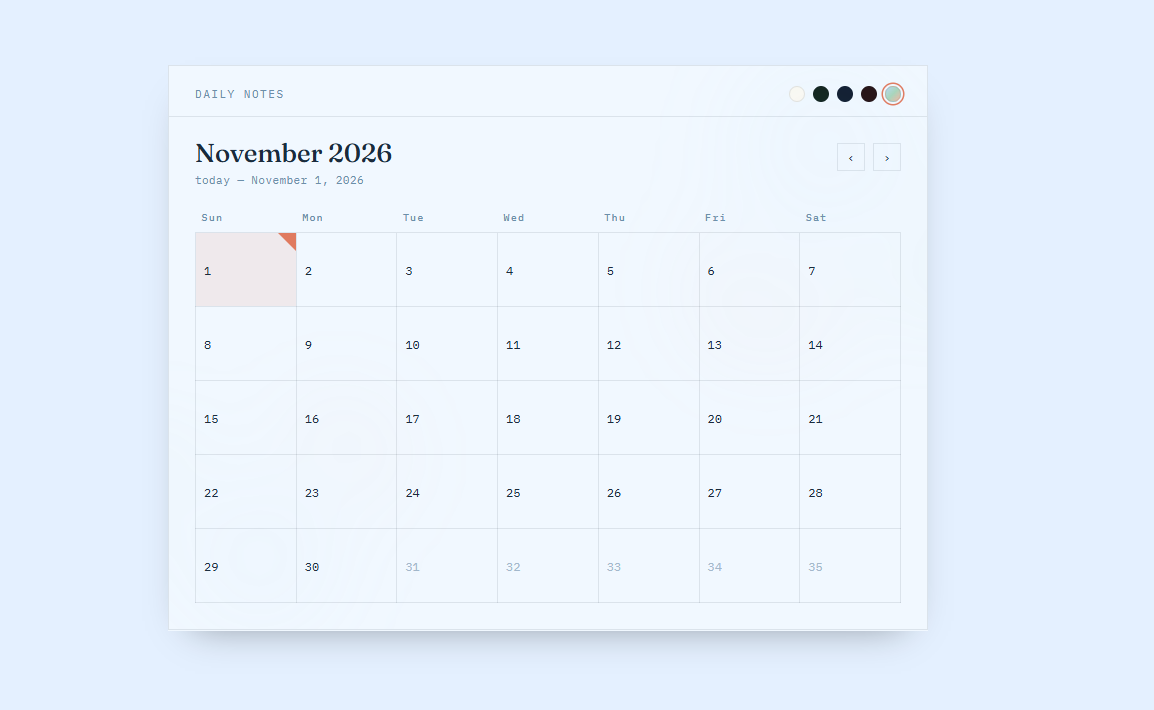 DAILY NOTES
November 2026
‹ ›
today — November 1, 2026
Sun Mon Tue Wed Thu Fri Sat
1 2 3 4 5 6 7
8 9 10 11 12 13 14
15 16 17 18 19 20 21
22 23 24 25 26 27 28
29 30 31 32 33 34 35